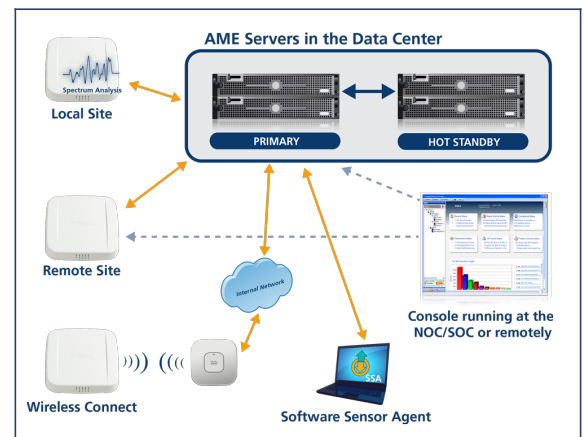 AME Servers in the Data Center
Spectrum Analysis
Local Site
PRIMARY
HOT STANDBY
Remote Site
Internal Network
Console running at the
NOC/SOC or remotely
Wireless Connect
SSA
Software Sensor Agent